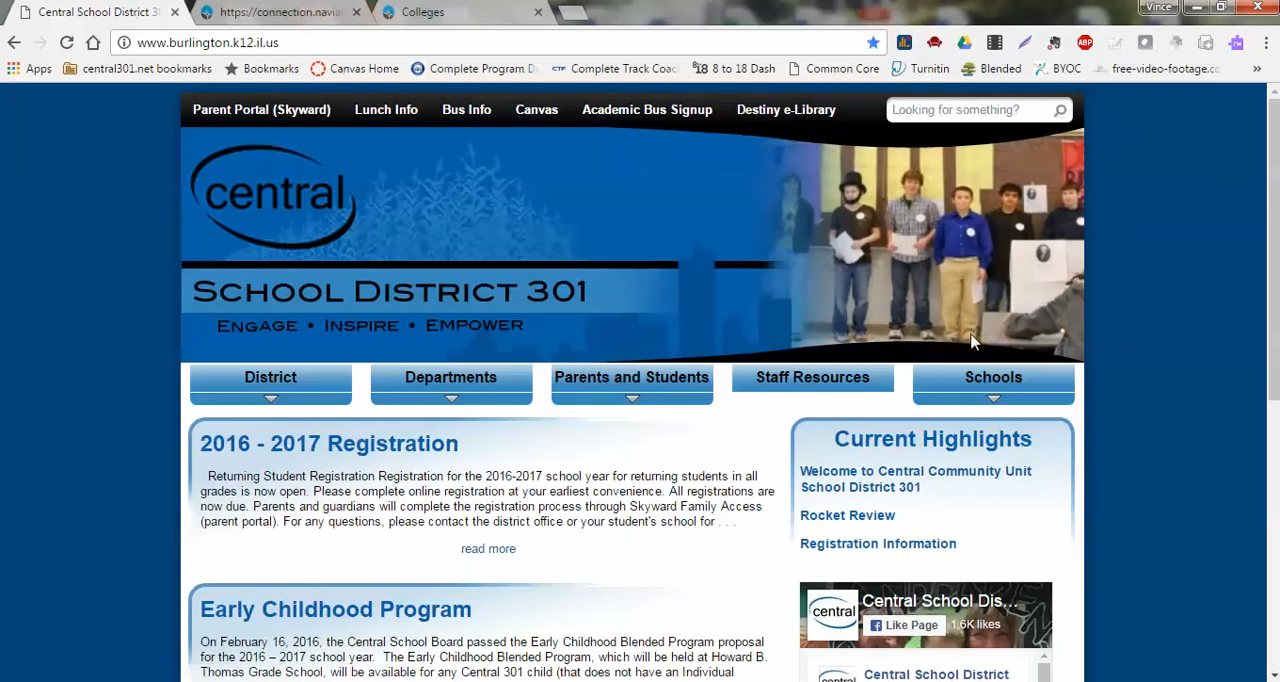 Central School District 30
https://connection.navia
Colleges
Vince
www.burlington.k12.il.us
ABP
Apps
central301.net bookmarks
Bookmarks
Canvas Home
Complete Program D
CTF
Complete Track Coac
18
8 to 18 Dash
Common Core
Turnitin
Blended
BYOC
free-video-footage.cc
»
Parent Portal (Skyward)
Lunch Info
Bus Info
Canvas
Academic Bus Signup
Destiny e-Library
Looking for something?
central
School District 301
Engage • Inspire • Empower
District
Departments
Parents and Students
Staff Resources
Schools
2016 - 2017 Registration
Returning Student Registration Registration for the 2016-2017 school year for returning students in all
grades is now open. Please complete online registration at your earliest convenience. All registrations are
now due. Parents and guardians will complete the registration process through Skyward Family Access
(parent portal). For any questions, please contact the district office or your student's school for . . .
read more
Current Highlights
Welcome to Central Community Unit
School District 301
Rocket Review
Registration Information
Early Childhood Program
On February 16, 2016, the Central School Board passed the Early Childhood Blended Program proposal
for the 2016 – 2017 school year. The Early Childhood Blended Program, which will be held at Howard B.
Thomas Grade School, will be available for any Central 301 child (that does not have an Individual
central
Central School Dis...
Like Page
1.6K likes
central
Central School District